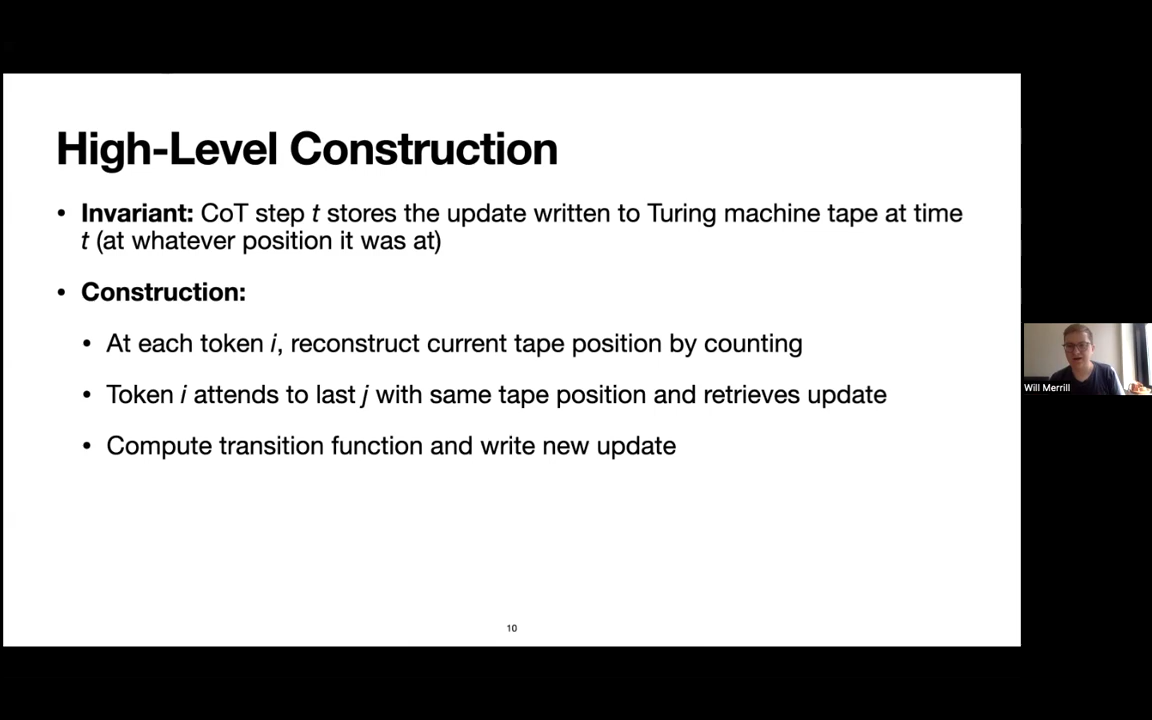 High-Level Construction
• Invariant: CoT step t stores the update written to Turing machine tape at time
t (at whatever position it was at)
• Construction:
• At each token i, reconstruct current tape position by counting
• Token i attends to last j with same tape position and retrieves update
• Compute transition function and write new update
Will Merrill
10